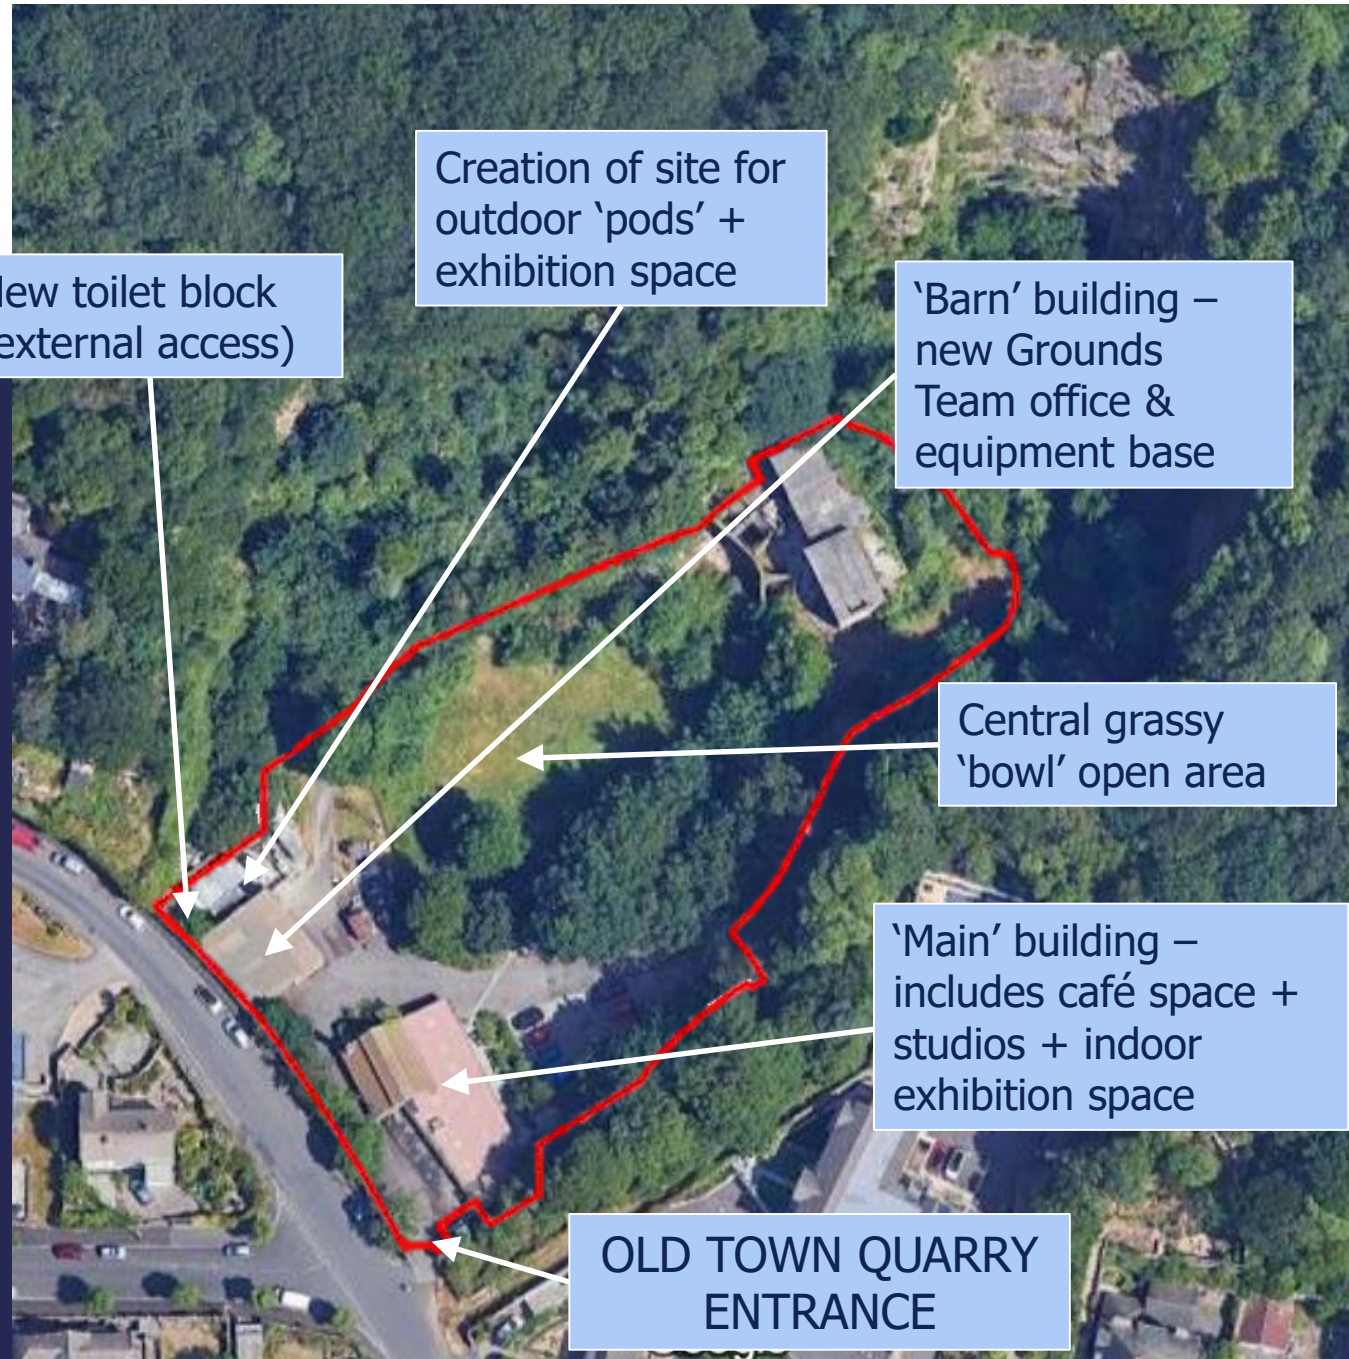 Creation of site for
outdoor ‘pods’ +
exhibition space
toilet block
external access)
‘Barn’ building –
new Grounds
Team office &
equipment base
Central grassy
‘bowl’ open area
‘Main’ building –
includes café space +
studios + indoor
exhibition space
OLD TOWN QUARRY
ENTRANCE